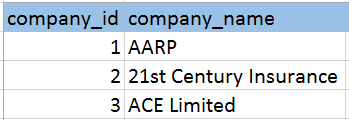 company_id company_name
1 AARP
2 21st Century Insurance
3 ACE Limited